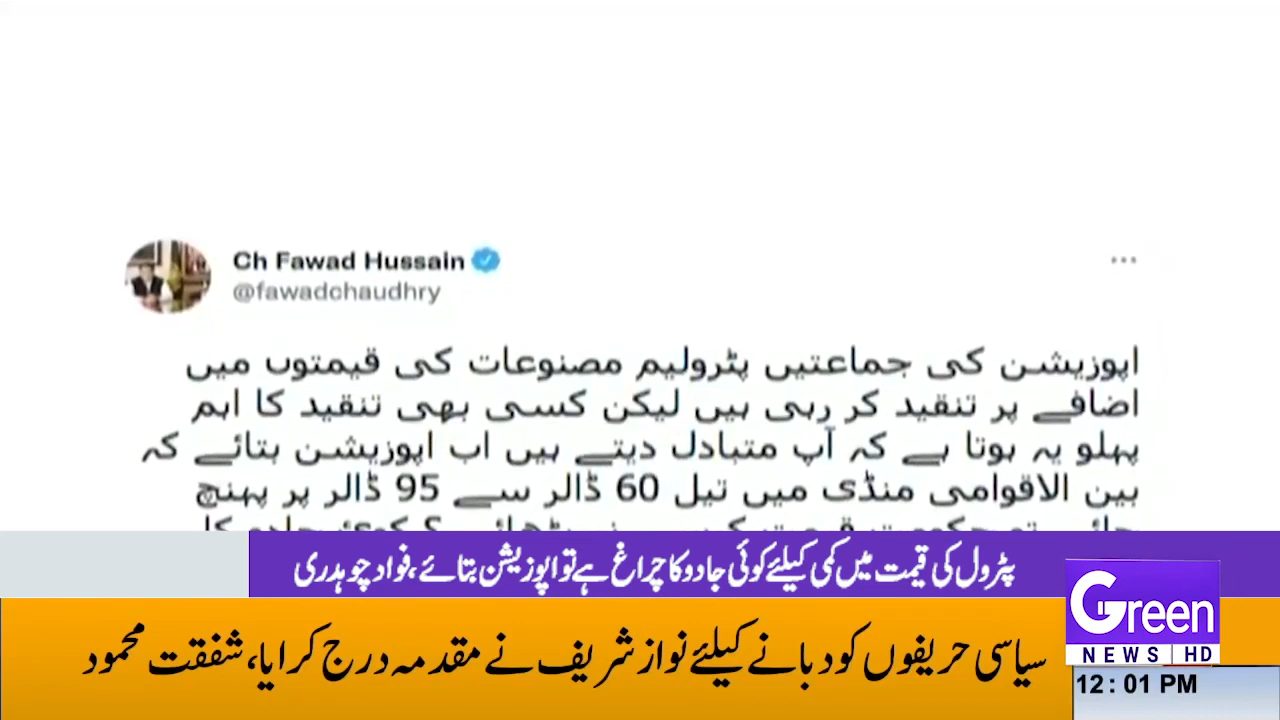 Ch Fawad Hussain
@fawadchaudhry
اپوزیشن کی جماعتیں پٹرولیم مصنوعات کی قیمتوں میں
اضافے پر تنقید کر رہی ہیں لیکن کسی بھی تنقید کا اہم
پہلو یہ ہوتا ہے کہ آپ متبادل دیتے ہیں اب اپوزیشن بتائے کہ
بین الاقوامی منڈی میں تیل 60 ڈالر سے 95 ڈالر پر پہنچ
پٹرول کی قیمت میں کمی کیلئے کوئی جادو کا چراغ ہے تو اپوزیشن بتائے، فواد چوہدری
سیاسی حریفوں کو دبانے کیلئے نواز شریف نے مقدمہ درج کرایا، شفقت محمود
Green
NEWS HD
12:01 PM